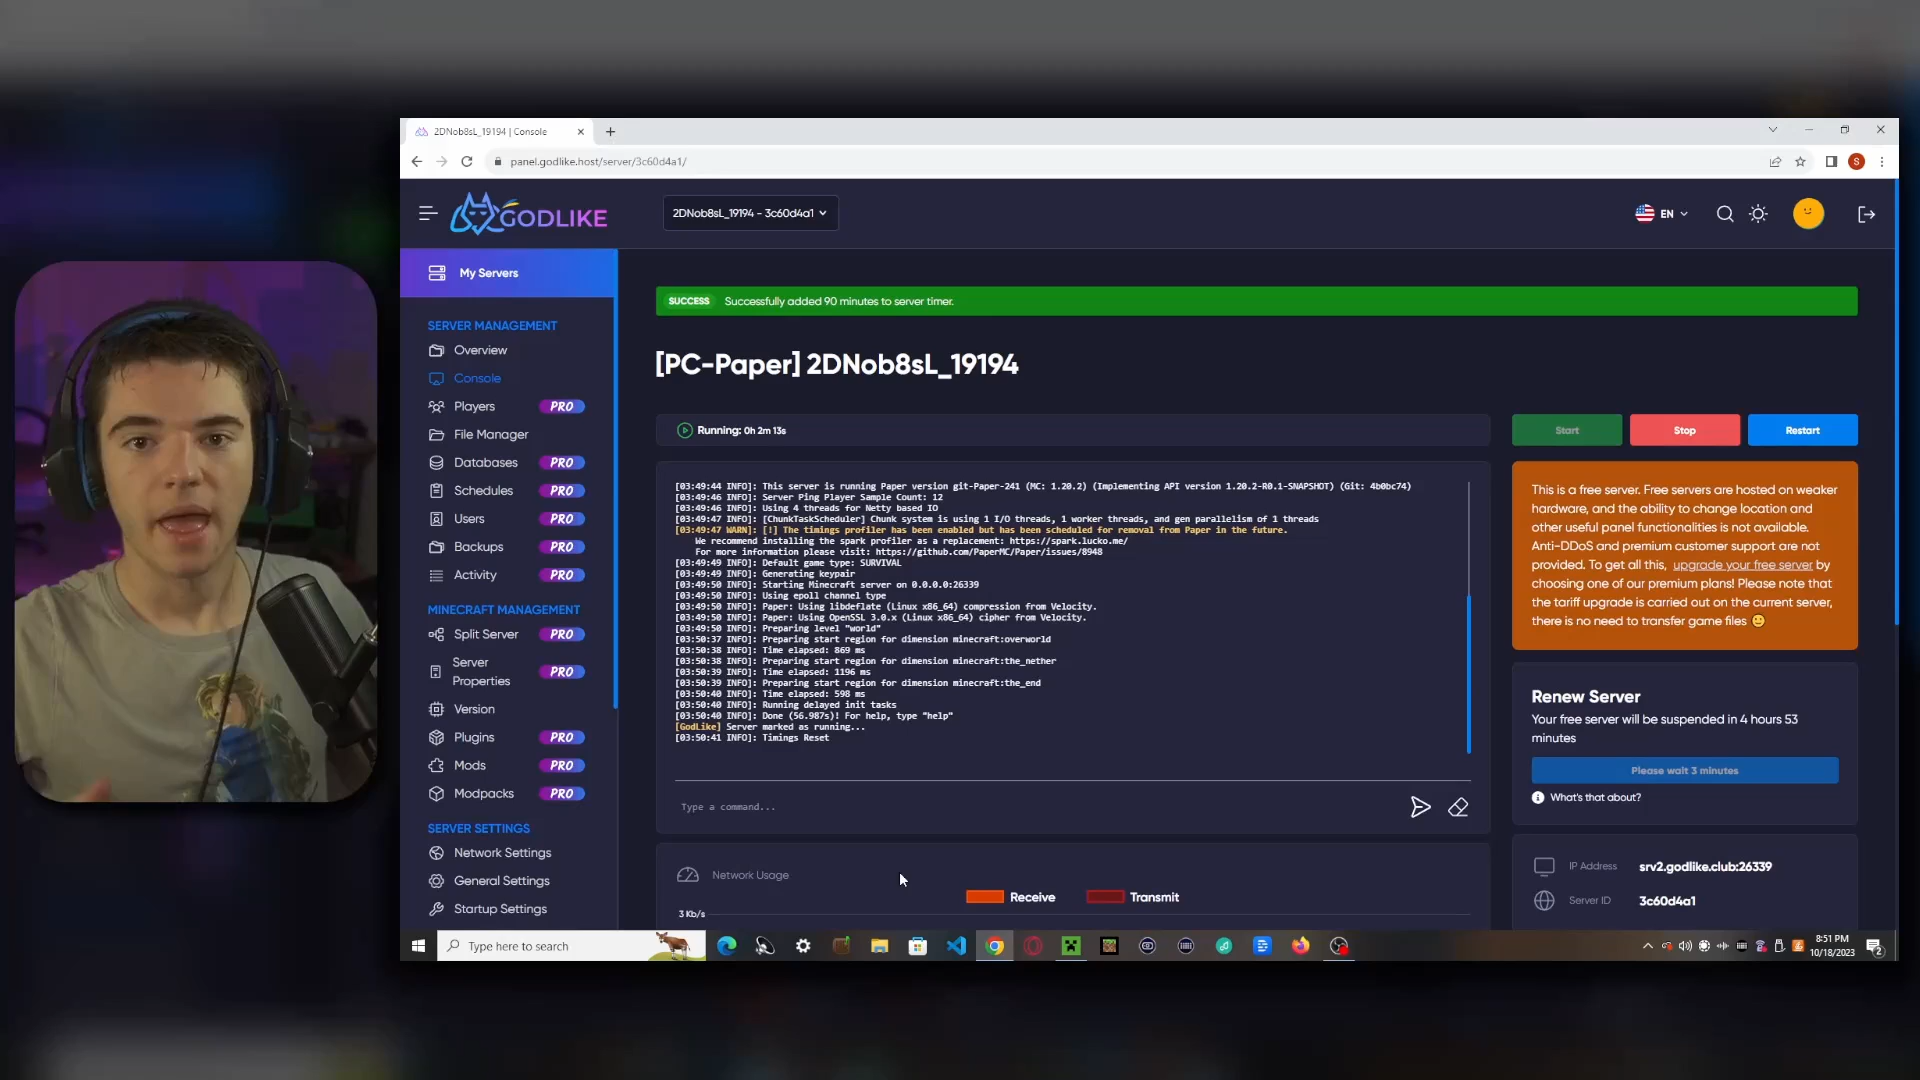 2DNob8sL_19194 | Console
panel.godlike.host/server/3c60d4a1/
GODLIKE
2DNob8sL_19194 - 3c60d4a1
EN
My Servers
SERVER MANAGEMENT
Overview
Console
Players PRO
File Manager
Databases PRO
Schedules PRO
Users PRO
Backups PRO
Activity PRO
MINECRAFT MANAGEMENT
Split Server PRO
Server
Properties PRO
Version
Plugins PRO
Mods PRO
Modpacks PRO
SERVER SETTINGS
Network Settings
General Settings
Startup Settings
SUCCESS Successfully added 90 minutes to server timer.
[PC-Paper] 2DNob8sL_19194
Running: 0h 2m 13s
Start
Stop
Restart
[03:49:44 INFO]: This server is running Paper version git-Paper-241 (MC: 1.20.2) (Implementing API version 1.20.2-R0.1-SNAPSHOT) (Git: 4b0bc74)
[03:49:46 INFO]: Server Ping Player Sample Count: 12
[03:49:46 INFO]: Using 4 threads for Netty based IO
[03:49:47 INFO]: [ChunkTaskScheduler] Chunk system is using 1 I/O threads, 1 worker threads, and gen parallelism of 1 threads
[03:49:47 WARN]: [!] The timings profiler has been enabled but has been scheduled for removal from Paper in the future.
We recommend installing the spark profiler as a replacement: https://spark.lucko.me/
For more information please visit: https://github.com/PaperMC/Paper/issues/8948
[03:49:49 INFO]: Default game type: SURVIVAL
[03:49:49 INFO]: Generating keypair
[03:49:50 INFO]: Starting Minecraft server on 0.0.0.0:26339
[03:49:50 INFO]: Using epoll channel type
[03:49:50 INFO]: Paper: Using libdeflate (Linux x86_64) compression from Velocity.
[03:49:50 INFO]: Paper: Using OpenSSL 3.0.x (Linux x86_64) cipher from Velocity.
[03:49:50 INFO]: Preparing level "world"
[03:50:37 INFO]: Preparing start region for dimension minecraft:overworld
[03:50:38 INFO]: Time elapsed: 869 ms
[03:50:38 INFO]: Preparing start region for dimension minecraft:the_nether
[03:50:39 INFO]: Time elapsed: 1196 ms
[03:50:39 INFO]: Preparing start region for dimension minecraft:the_end
[03:50:40 INFO]: Time elapsed: 598 ms
[03:50:40 INFO]: Running delayed init tasks
[03:50:40 INFO]: Done (56.987s)! For help, type "help"
[GodLike] Server marked as running...
[03:50:41 INFO]: Timings Reset
Type a command...
Network Usage
Receive
Transmit
3 Kb/s
This is a free server. Free servers are hosted on weaker
hardware, and the ability to change location and
other useful panel functionalities is not available.
Anti-DDoS and premium customer support are not
provided. To get all this, upgrade your free server by
choosing one of our premium plans! Please note that
the tariff upgrade is carried out on the current server,
there is no need to transfer game files
Renew Server
Your free server will be suspended in 4 hours 53
minutes
Please wait 3 minutes
What's that about?
IP Address srv2.godlike.club:26339
Server ID 3c60d4a1
Type here to search
8:51 PM
10/18/2023
2
S